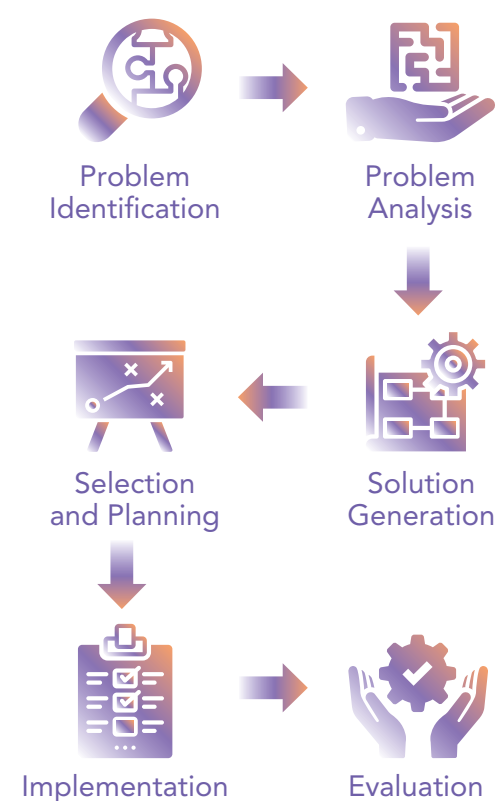 Problem
Identification
Problem
Analysis
Solution
Generation
Selection
and Planning
Implementation
Evaluation